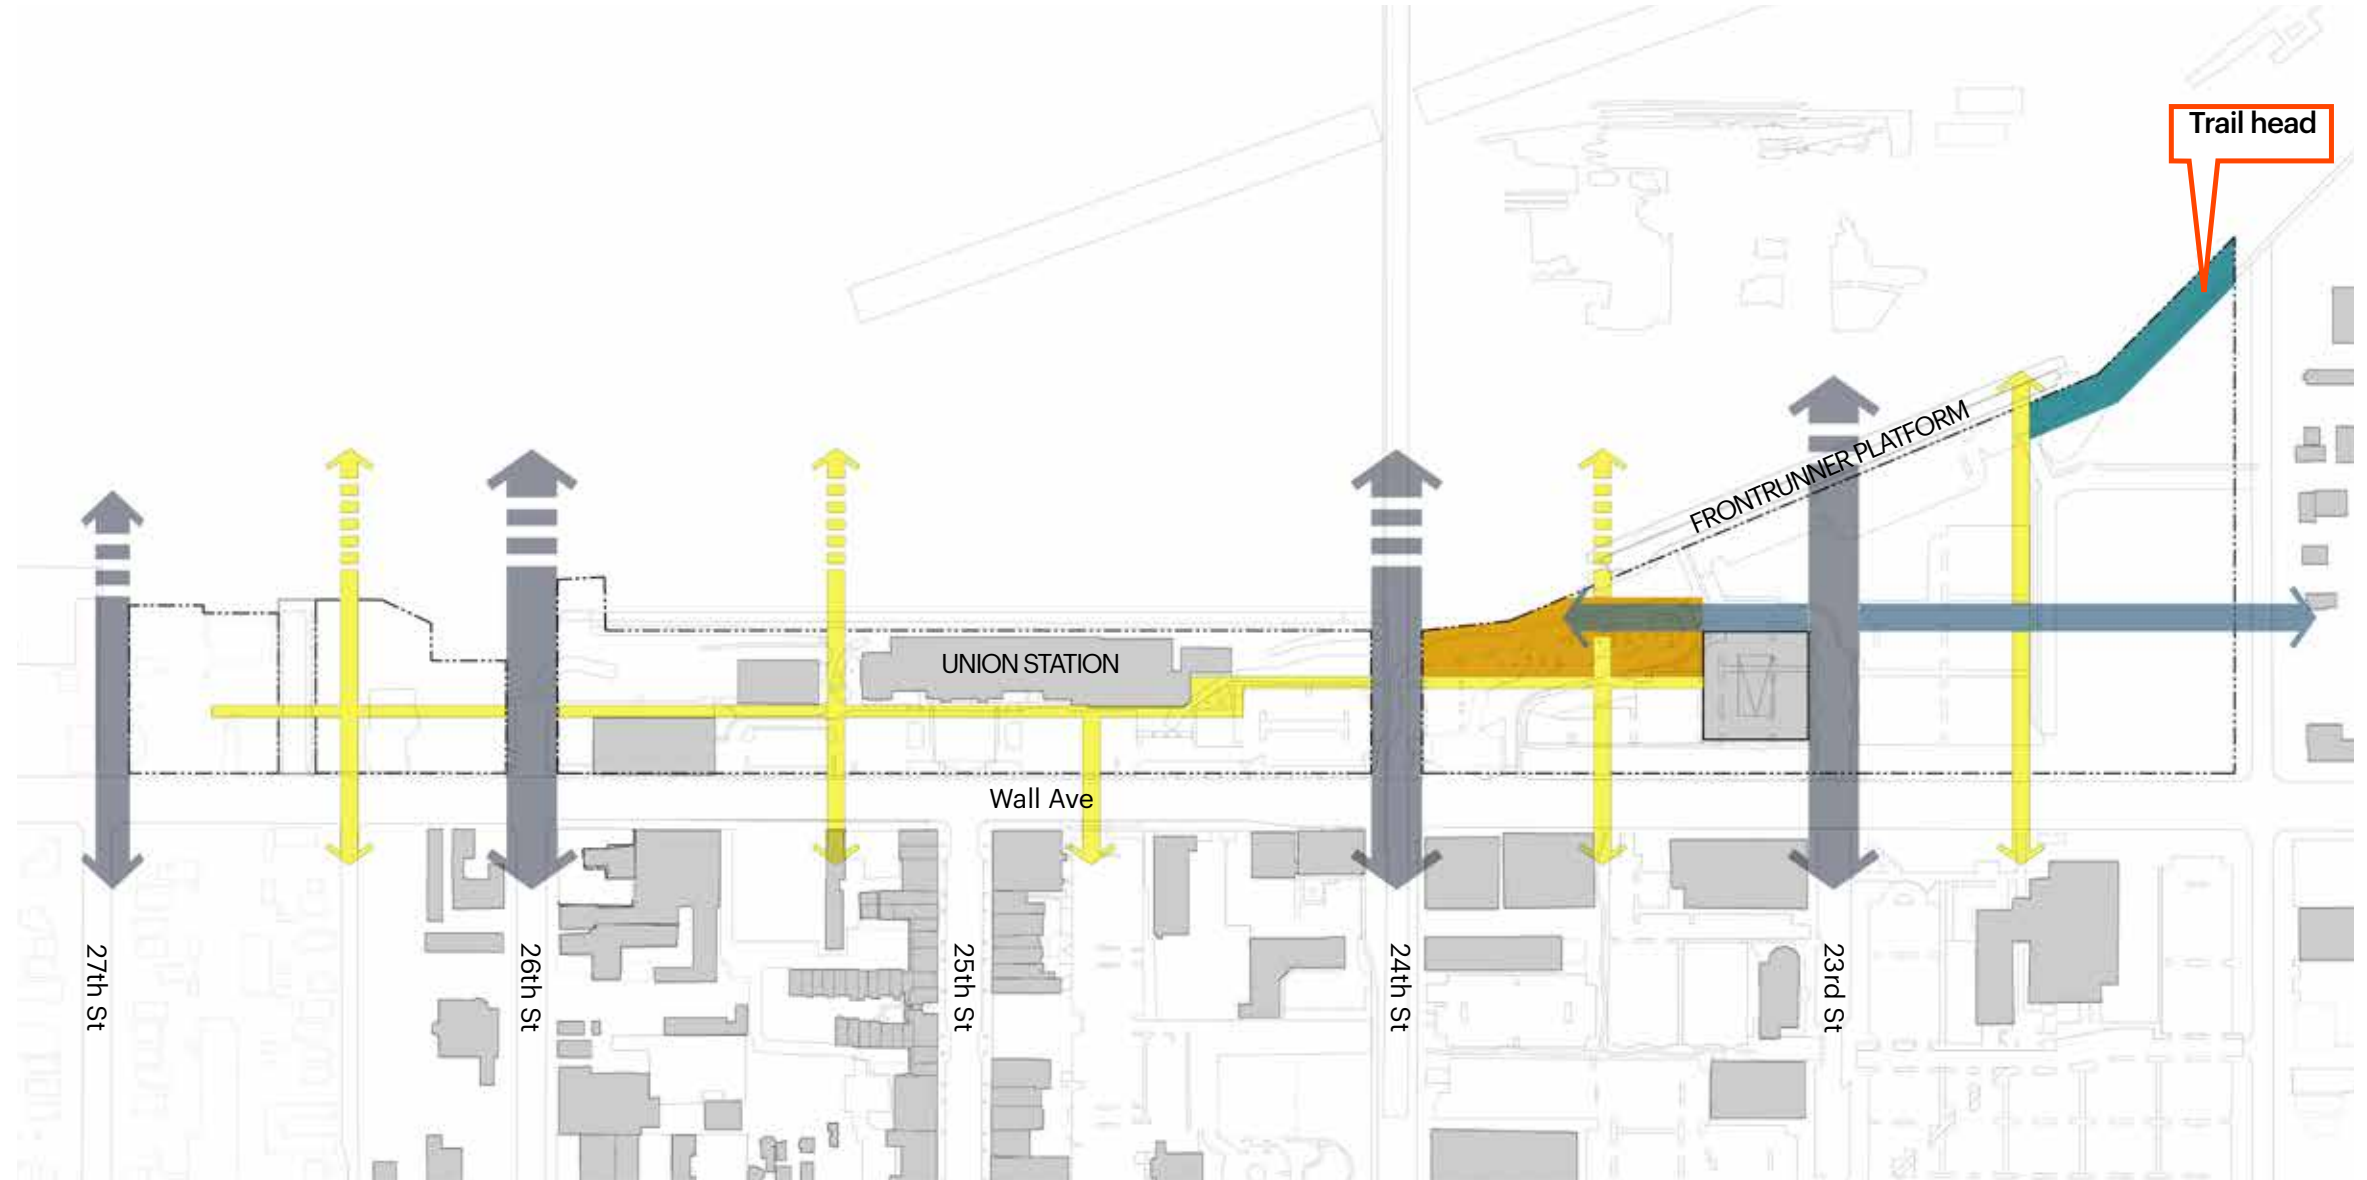 Trail head
FRONTRUNNER PLATFORM
UNION STATION
Wall Ave
27th St
26th St
25th St
24th St
23rd St